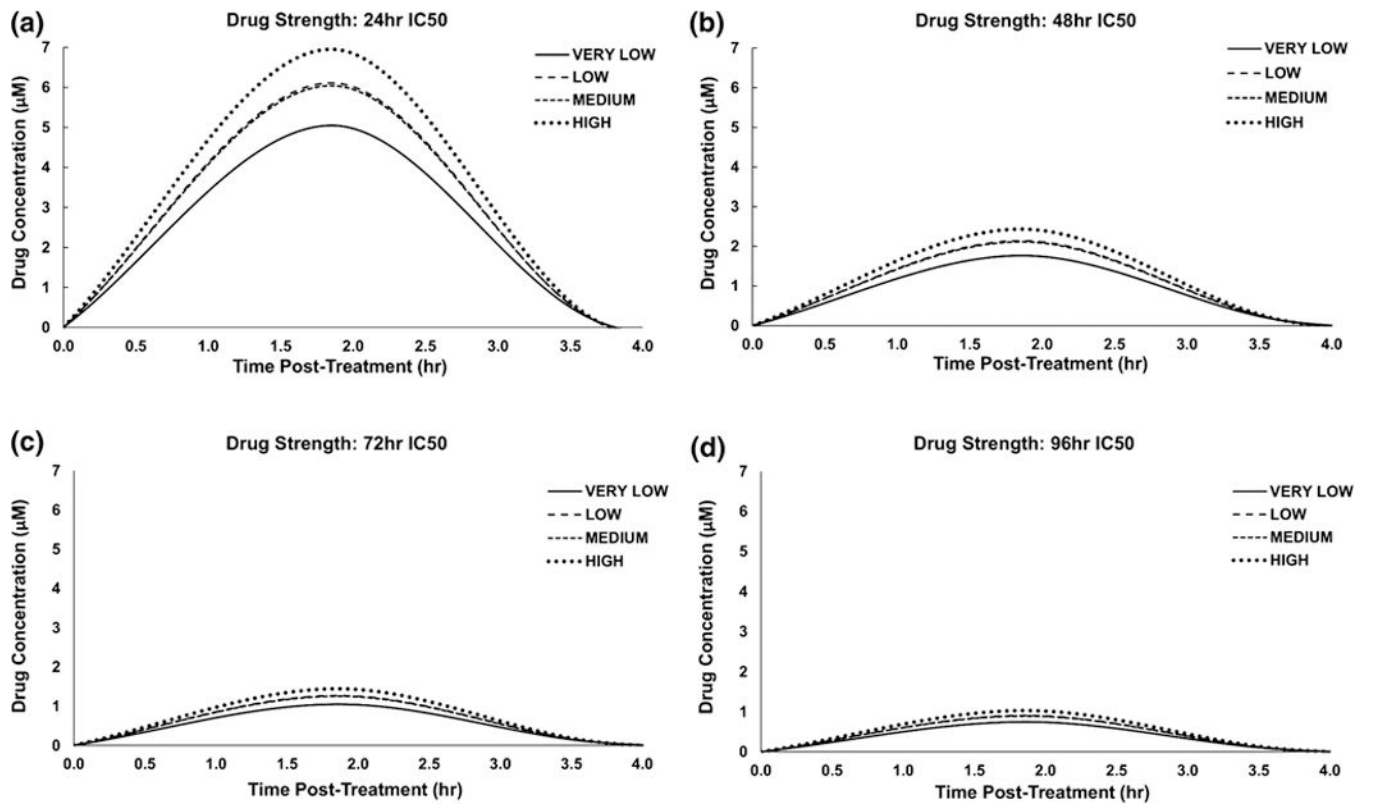 (a)
Drug Strength: 24hr IC50
7
6
5
4
3
2
1
0
Drug Concentration (µM)
0.0 0.5 1.0 1.5 2.0 2.5 3.0 3.5 4.0
Time Post-Treatment (hr)
VERY LOW
LOW
MEDIUM
HIGH
(b)
Drug Strength: 48hr IC50
7
6
5
4
3
2
1
0
Drug Concentration (µM)
0.0 0.5 1.0 1.5 2.0 2.5 3.0 3.5 4.0
Time Post-Treatment (hr)
VERY LOW
LOW
MEDIUM
HIGH
(c)
Drug Strength: 72hr IC50
7
6
5
4
3
2
1
0
Drug Concentration (µM)
0.0 0.5 1.0 1.5 2.0 2.5 3.0 3.5 4.0
Time Post-Treatment (hr)
VERY LOW
LOW
MEDIUM
HIGH
(d)
Drug Strength: 96hr IC50
7
6
5
4
3
2
1
0
Drug Concentration (µM)
0.0 0.5 1.0 1.5 2.0 2.5 3.0 3.5 4.0
Time Post-Treatment (hr)
VERY LOW
LOW
MEDIUM
HIGH